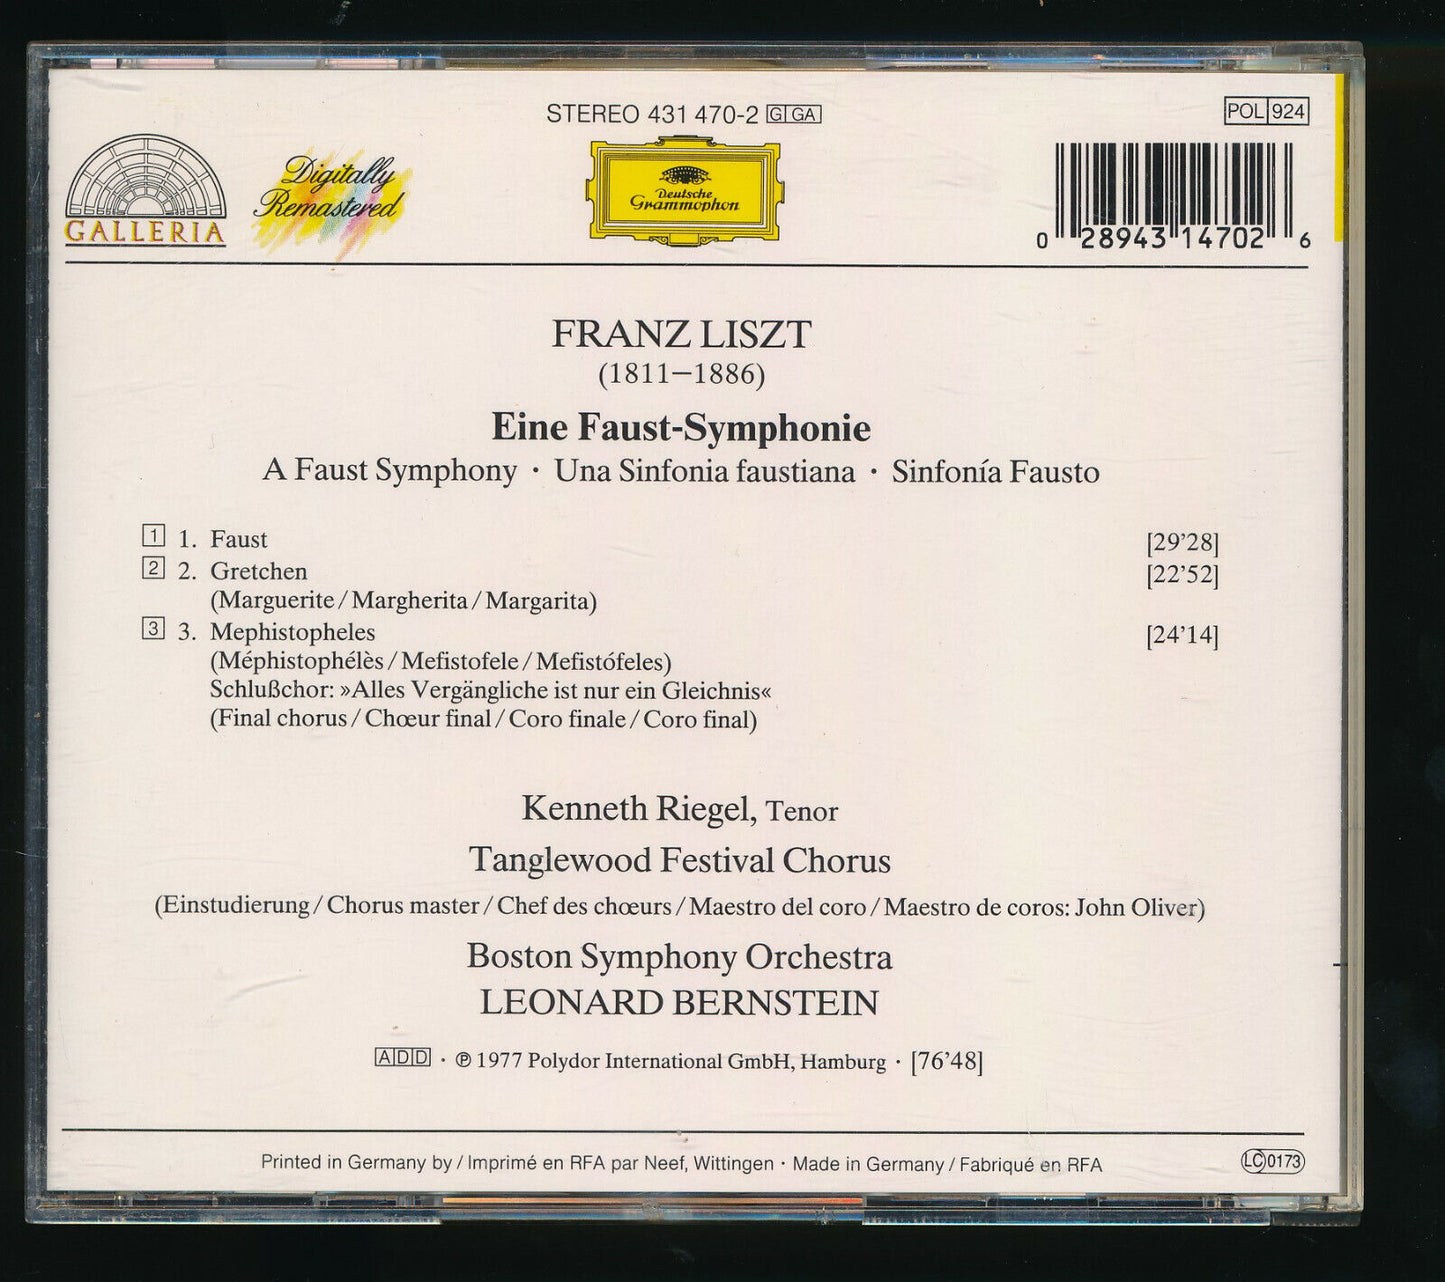 STEREO 431 470-2 G GA
POL 924
GALLERIA
Digitally
Remastered
Deutsche
Grammophon
0 28943 14702 6
FRANZ LISZT
(1811–1886)
Eine Faust-Symphonie
A Faust Symphony · Una Sinfonia faustiana · Sinfonía Fausto
1 1. Faust [29’28]
2 2. Gretchen [22’52]
(Marguerite / Margherita / Margarita)
3 3. Mephistopheles [24’14]
(Méphistophélès / Mefistofele / Mefistófeles)
Schlußchor: »Alles Vergängliche ist nur ein Gleichnis«
(Final chorus / Chœur final / Coro finale / Coro final)
Kenneth Riegel, Tenor
Tanglewood Festival Chorus
(Einstudierung / Chorus master / Chef des chœurs / Maestro del coro / Maestro de coros: John Oliver)
Boston Symphony Orchestra
LEONARD BERNSTEIN
ADD · ℗ 1977 Polydor International GmbH, Hamburg · [76’48]
Printed in Germany by / Imprimé en RFA par Neef, Wittingen · Made in Germany / Fabriqué en RFA
LC 0173